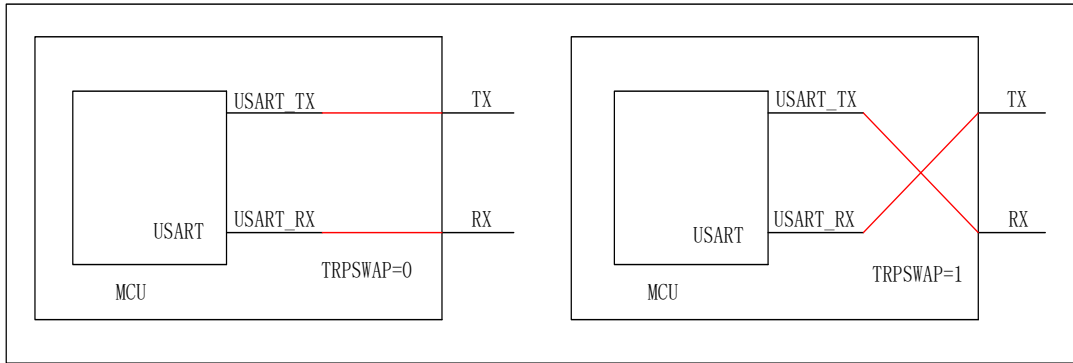 USART_TX
TX
USART_RX
RX
USART
TRPSWAP=0
MCU
USART_TX
TX
USART_RX
RX
USART
TRPSWAP=1
MCU